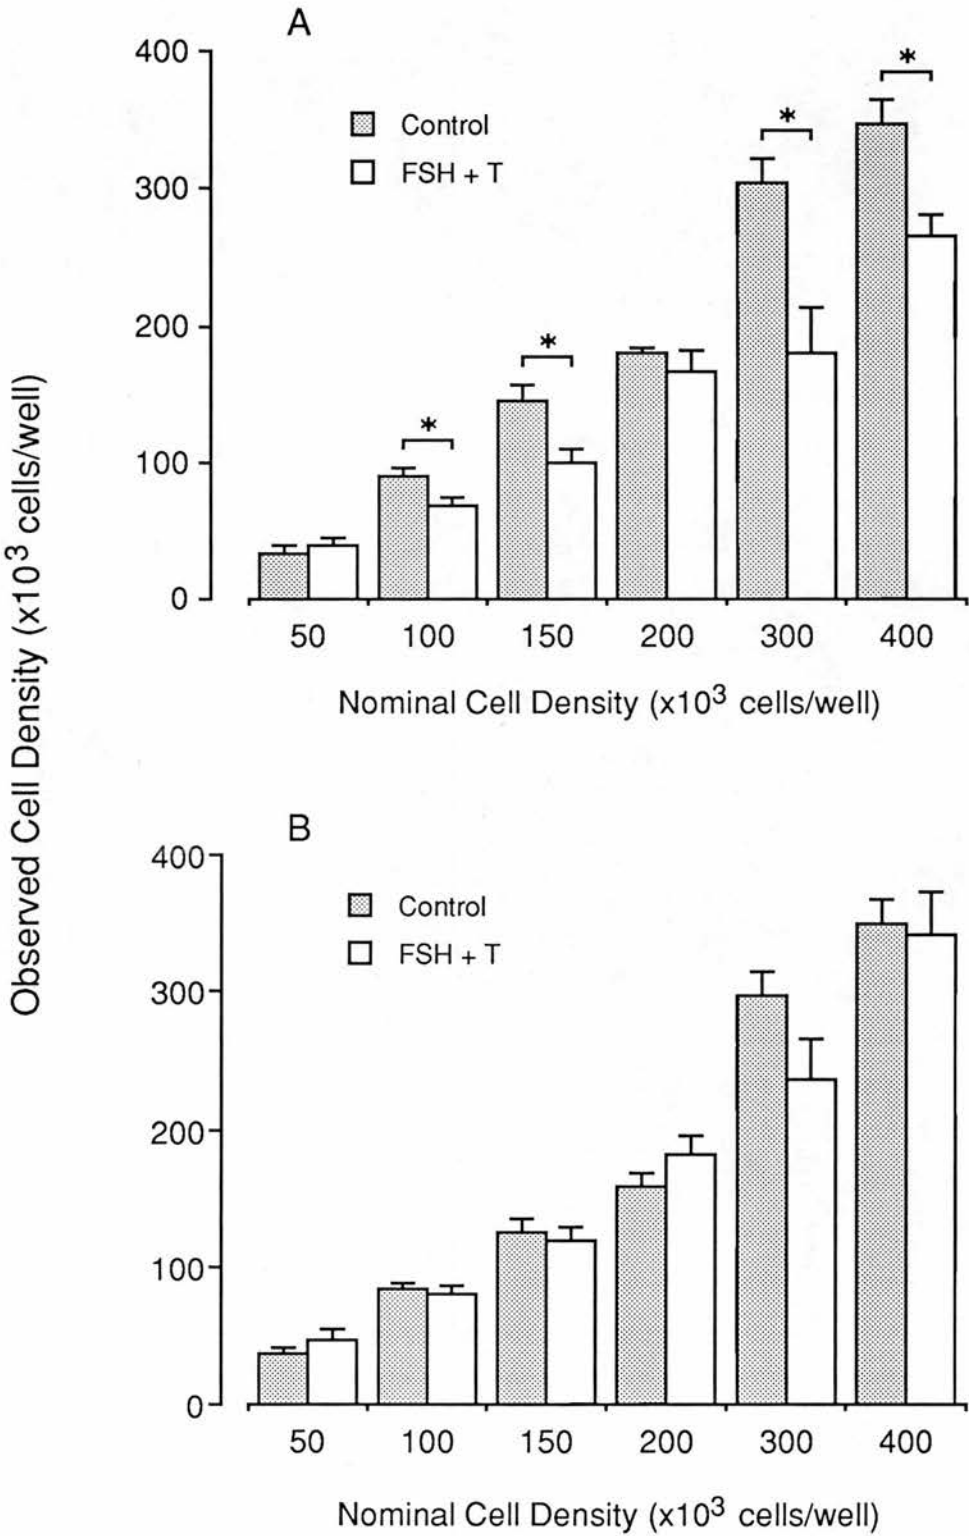 A
400
300
200
100
0
Control
FSH + T
*
*
*
*
50 100 150 200 300 400
Nominal Cell Density (x10³ cells/well)
Observed Cell Density (x10³ cells/well)
B
400
300
200
100
0
Control
FSH + T
50 100 150 200 300 400
Nominal Cell Density (x10³ cells/well)